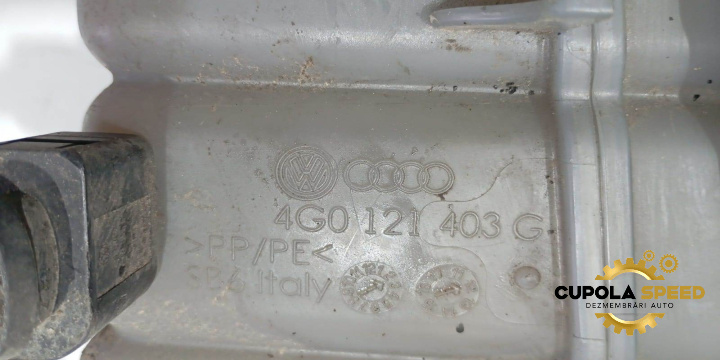 4G0 121 403 G
>PP/PE<
Italy
CUPOLA SPEED
DEZMEMBRĂRI AUTO